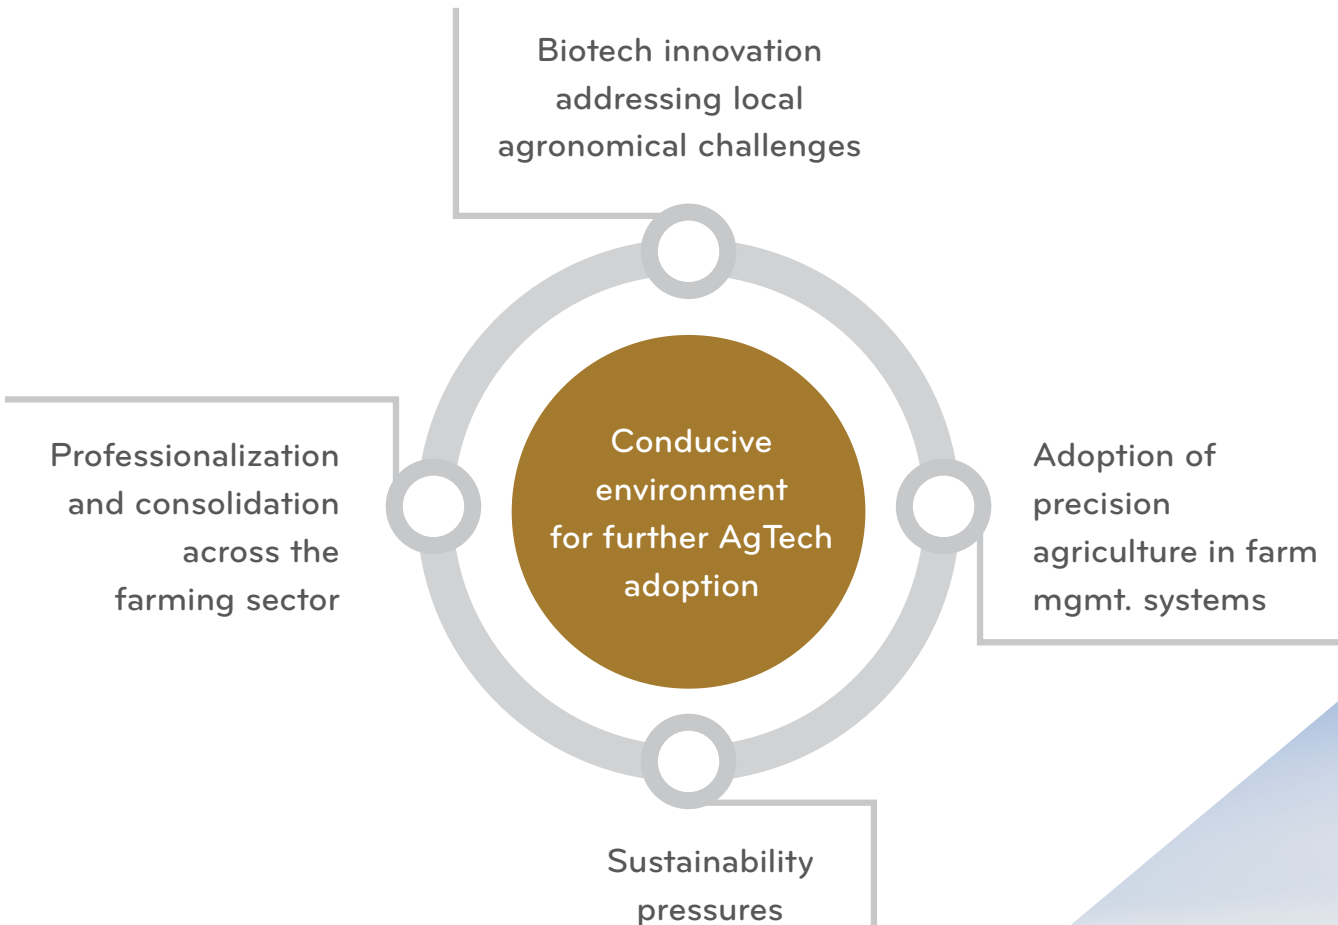 Biotech innovation
addressing local
agronomical challenges
Professionalization
and consolidation
across the
farming sector
Conducive
environment
for further AgTech
adoption
Adoption of
precision
agriculture in farm
mgmt. systems
Sustainability
pressures